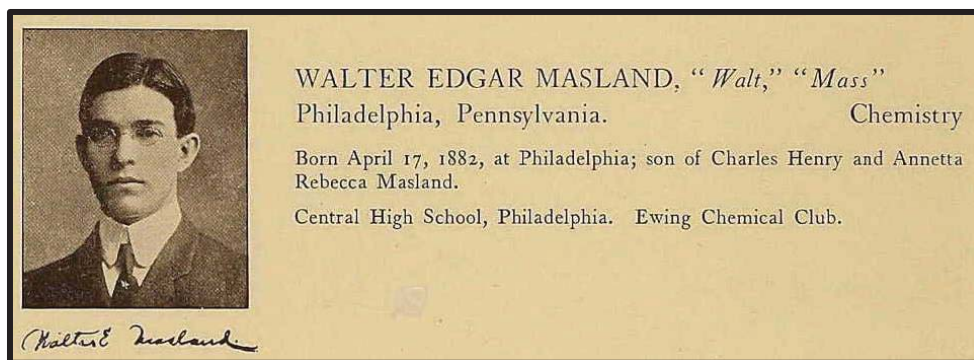 WALTER EDGAR MASLAND, "Walt," "Mass"
Philadelphia, Pennsylvania. Chemistry
Born April 17, 1882, at Philadelphia; son of Charles Henry and Annetta
Rebecca Masland.
Central High School, Philadelphia. Ewing Chemical Club.
Walter E Masland.